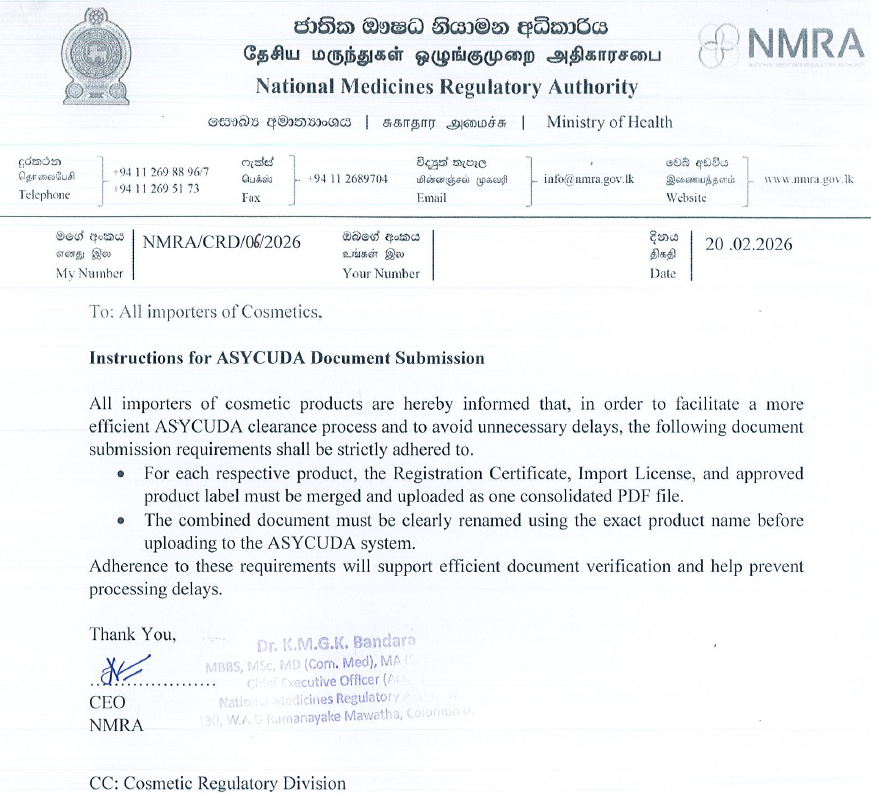 ජාතික ඖෂධ නියාමන අධිකාරිය
தேசிய மருந்துகள் ஒழுங்குமுறை அதிகாரசபை
National Medicines Regulatory Authority
NMRA
සෞඛ්‍ය අමාත්‍යාංශය | சுகாதார அமைச்சு | Ministry of Health
දුරකථන
தொலைபேசி
Telephone
+94 11 269 88 96/7
+94 11 269 51 73
ෆැක්ස්
பெக்ஸ்
Fax
+94 11 2689704
විද්‍යුත් තැපෑල
மின்னஞ்சல் முகவரி
Email
info@nmra.gov.lk
වෙබ් අඩවිය
இணையத்தளம்
Website
www.nmra.gov.lk
මගේ අංකය
எனது இல
My Number
NMRA/CRD/06/2026
ඔබගේ අංකය
உங்கள் இல
Your Number
දිනය
திகதி
Date
20 .02.2026
To: All importers of Cosmetics.
Instructions for ASYCUDA Document Submission
All importers of cosmetic products are hereby informed that, in order to facilitate a more
efficient ASYCUDA clearance process and to avoid unnecessary delays, the following document
submission requirements shall be strictly adhered to.
• For each respective product, the Registration Certificate, Import License, and approved
product label must be merged and uploaded as one consolidated PDF file.
• The combined document must be clearly renamed using the exact product name before
uploading to the ASYCUDA system.
Adherence to these requirements will support efficient document verification and help prevent
processing delays.
Thank You,
Dr. K.M.G.K. Bandara
MBBS, MSc, MD (Com. Med), MA
Chief Executive Officer
National Medicines Regulatory
130, W.A.D Ramanayake Mawatha, Colombo
CEO
NMRA
CC: Cosmetic Regulatory Division